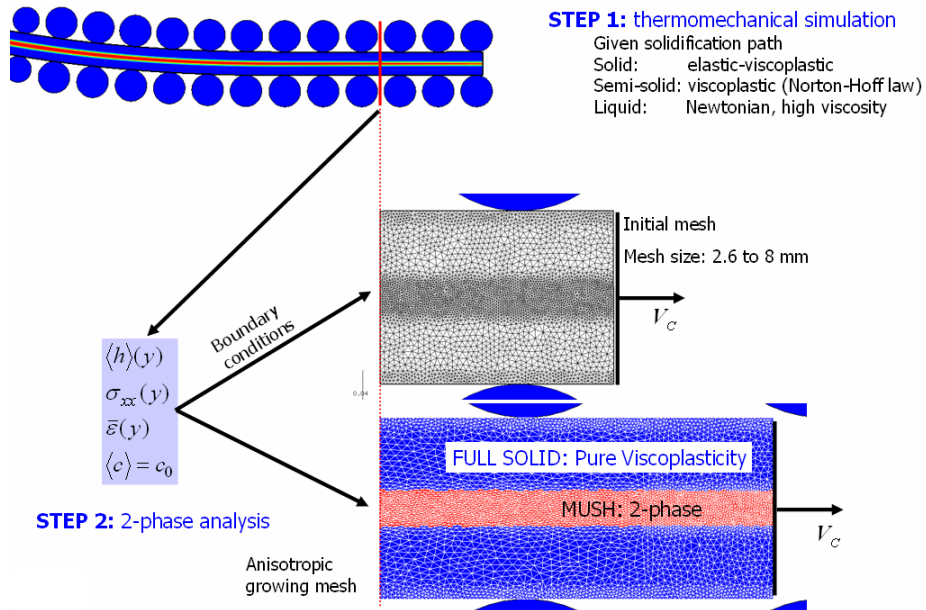 STEP 1: thermomechanical simulation
Given solidification path
Solid: elastic-viscoplastic
Semi-solid: viscoplastic (Norton-Hoff law)
Liquid: Newtonian, high viscosity
Initial mesh
Mesh size: 2.6 to 8 mm
V_C
Boundary
conditions
⟨h⟩(y)
σ_xx(y)
ε̄(y)
⟨c⟩ = c_0
0.04
FULL SOLID: Pure Viscoplasticity
MUSH: 2-phase
V_C
STEP 2: 2-phase analysis
Anisotropic
growing mesh